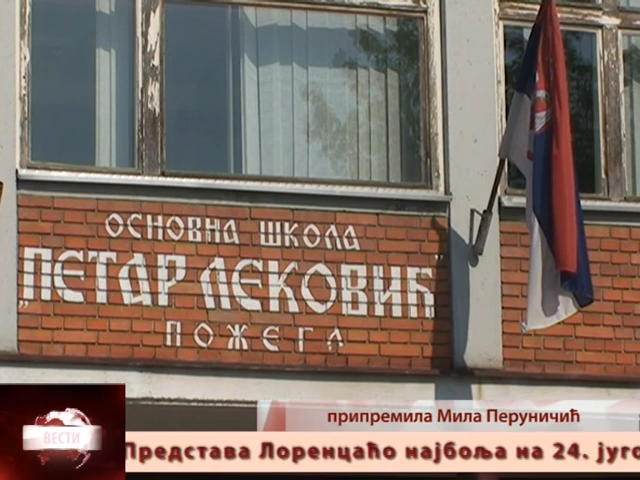 ОСНОВНА ШКОЛА
„ПЕТАР ЛЕКОВИЋ"
ПОЖЕГА
припремила Мила Перуничић
ВЕСТИ
Представа Лоренцаћо најбоља на 24. југо